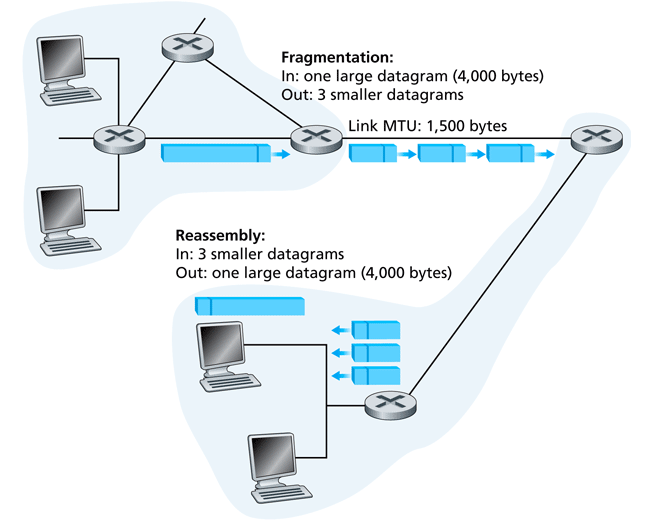 Fragmentation:
In: one large datagram (4,000 bytes)
Out: 3 smaller datagrams
Link MTU: 1,500 bytes
Reassembly:
In: 3 smaller datagrams
Out: one large datagram (4,000 bytes)